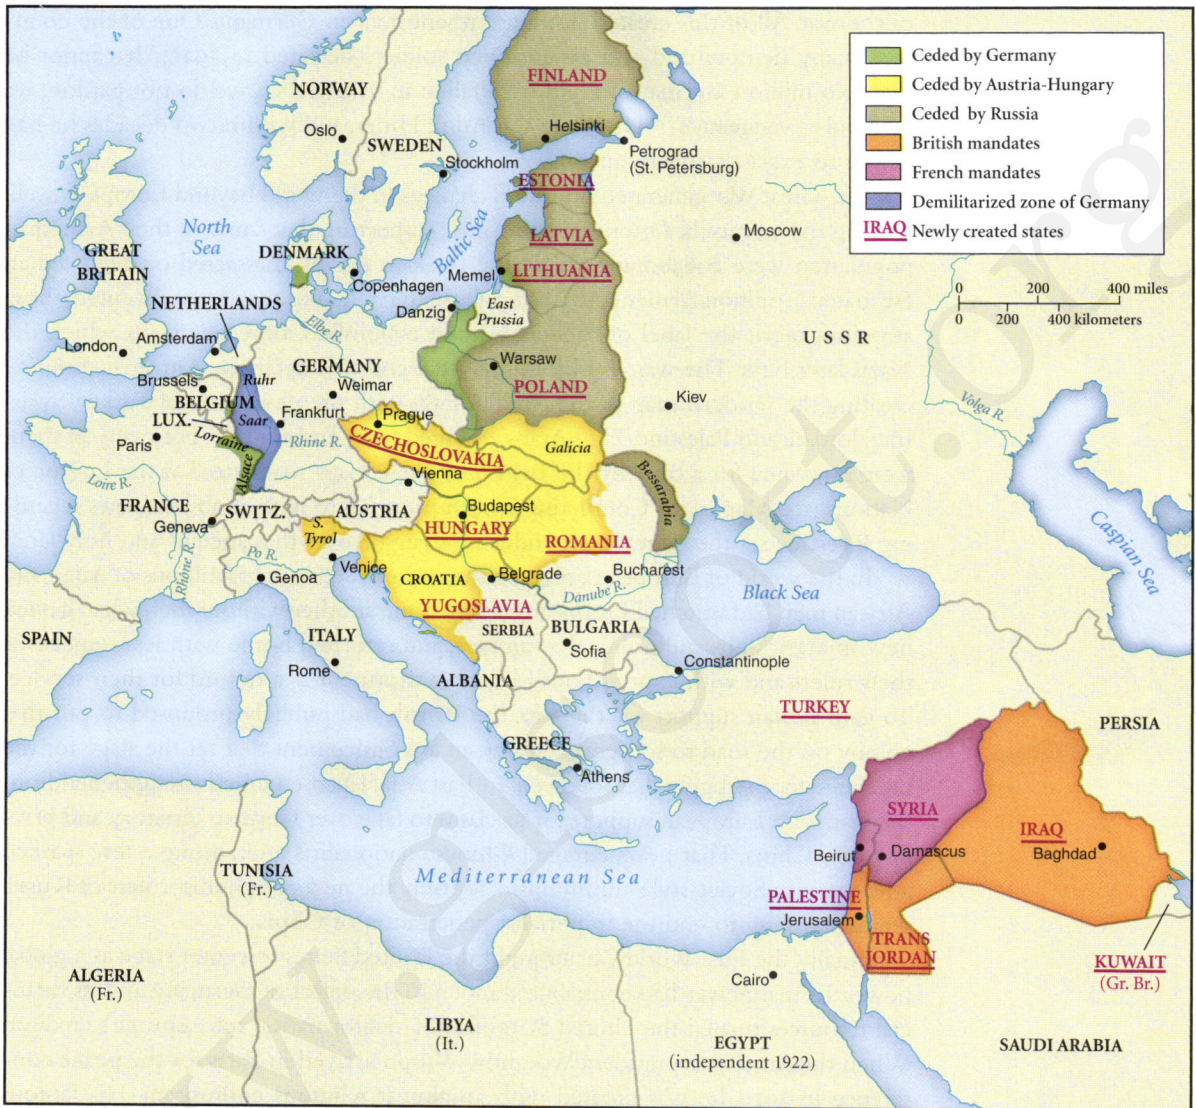 Ceded by Germany
Ceded by Austria-Hungary
Ceded by Russia
British mandates
French mandates
Demilitarized zone of Germany
IRAQ Newly created states
0 200 400 miles
0 200 400 kilometers
NORWAY
Oslo
SWEDEN
Stockholm
FINLAND
Helsinki
Petrograd
(St. Petersburg)
ESTONIA
LATVIA
LITHUANIA
Moscow
North
Sea
Baltic Sea
GREAT
BRITAIN
DENMARK
Copenhagen
Memel
Danzig
East
Prussia
NETHERLANDS
Elbe R.
London
Amsterdam
GERMANY
Weimar
Warsaw
POLAND
USSR
Brussels
BELGIUM
Ruhr
LUX.
Saar
Frankfurt
Prague
Kiev
Volga R.
Paris
Lorraine
Rhine R.
CZECHOSLOVAKIA
Galicia
Alsace
Vienna
Bessarabia
Loire R.
FRANCE
Geneva
SWITZ.
AUSTRIA
Budapest
HUNGARY
ROMANIA
S.
Tyrol
Caspian Sea
Rhône R.
Po R.
Venice
Genoa
CROATIA
Belgrade
Bucharest
Danube R.
Black Sea
YUGOSLAVIA
SERBIA
BULGARIA
Sofia
SPAIN
ITALY
Rome
ALBANIA
Constantinople
TURKEY
PERSIA
GREECE
Athens
SYRIA
IRAQ
Baghdad
Beirut
Damascus
TUNISIA
(Fr.)
Mediterranean Sea
PALESTINE
Jerusalem
TRANS
JORDAN
KUWAIT
(Gr. Br.)
ALGERIA
(Fr.)
Cairo
LIBYA
(It.)
EGYPT
(independent 1922)
SAUDI ARABIA